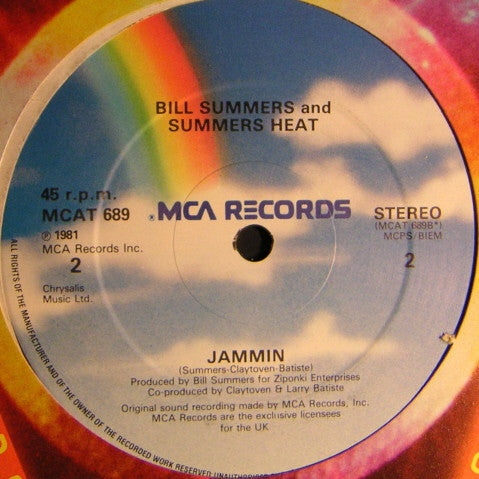 BILL SUMMERS and
SUMMERS HEAT
45 r.p.m.
MCAT 689
℗ 1981
MCA Records Inc.
2
Chrysalis
Music Ltd.
.MCA RECORDS
STEREO
(MCAT 689B*)
MCPS/BIEM
2
JAMMIN
(Summers-Claytoven-Batiste)
Produced by Bill Summers for Ziponki Enterprises
Co-produced by Claytoven & Larry Batiste
Original sound recording made by MCA Records, Inc.
MCA Records are the exclusive licensees
for the UK
ALL RIGHTS OF THE MANUFACTURER AND OF THE OWNER OF THE RECORDED WORK RESERVED